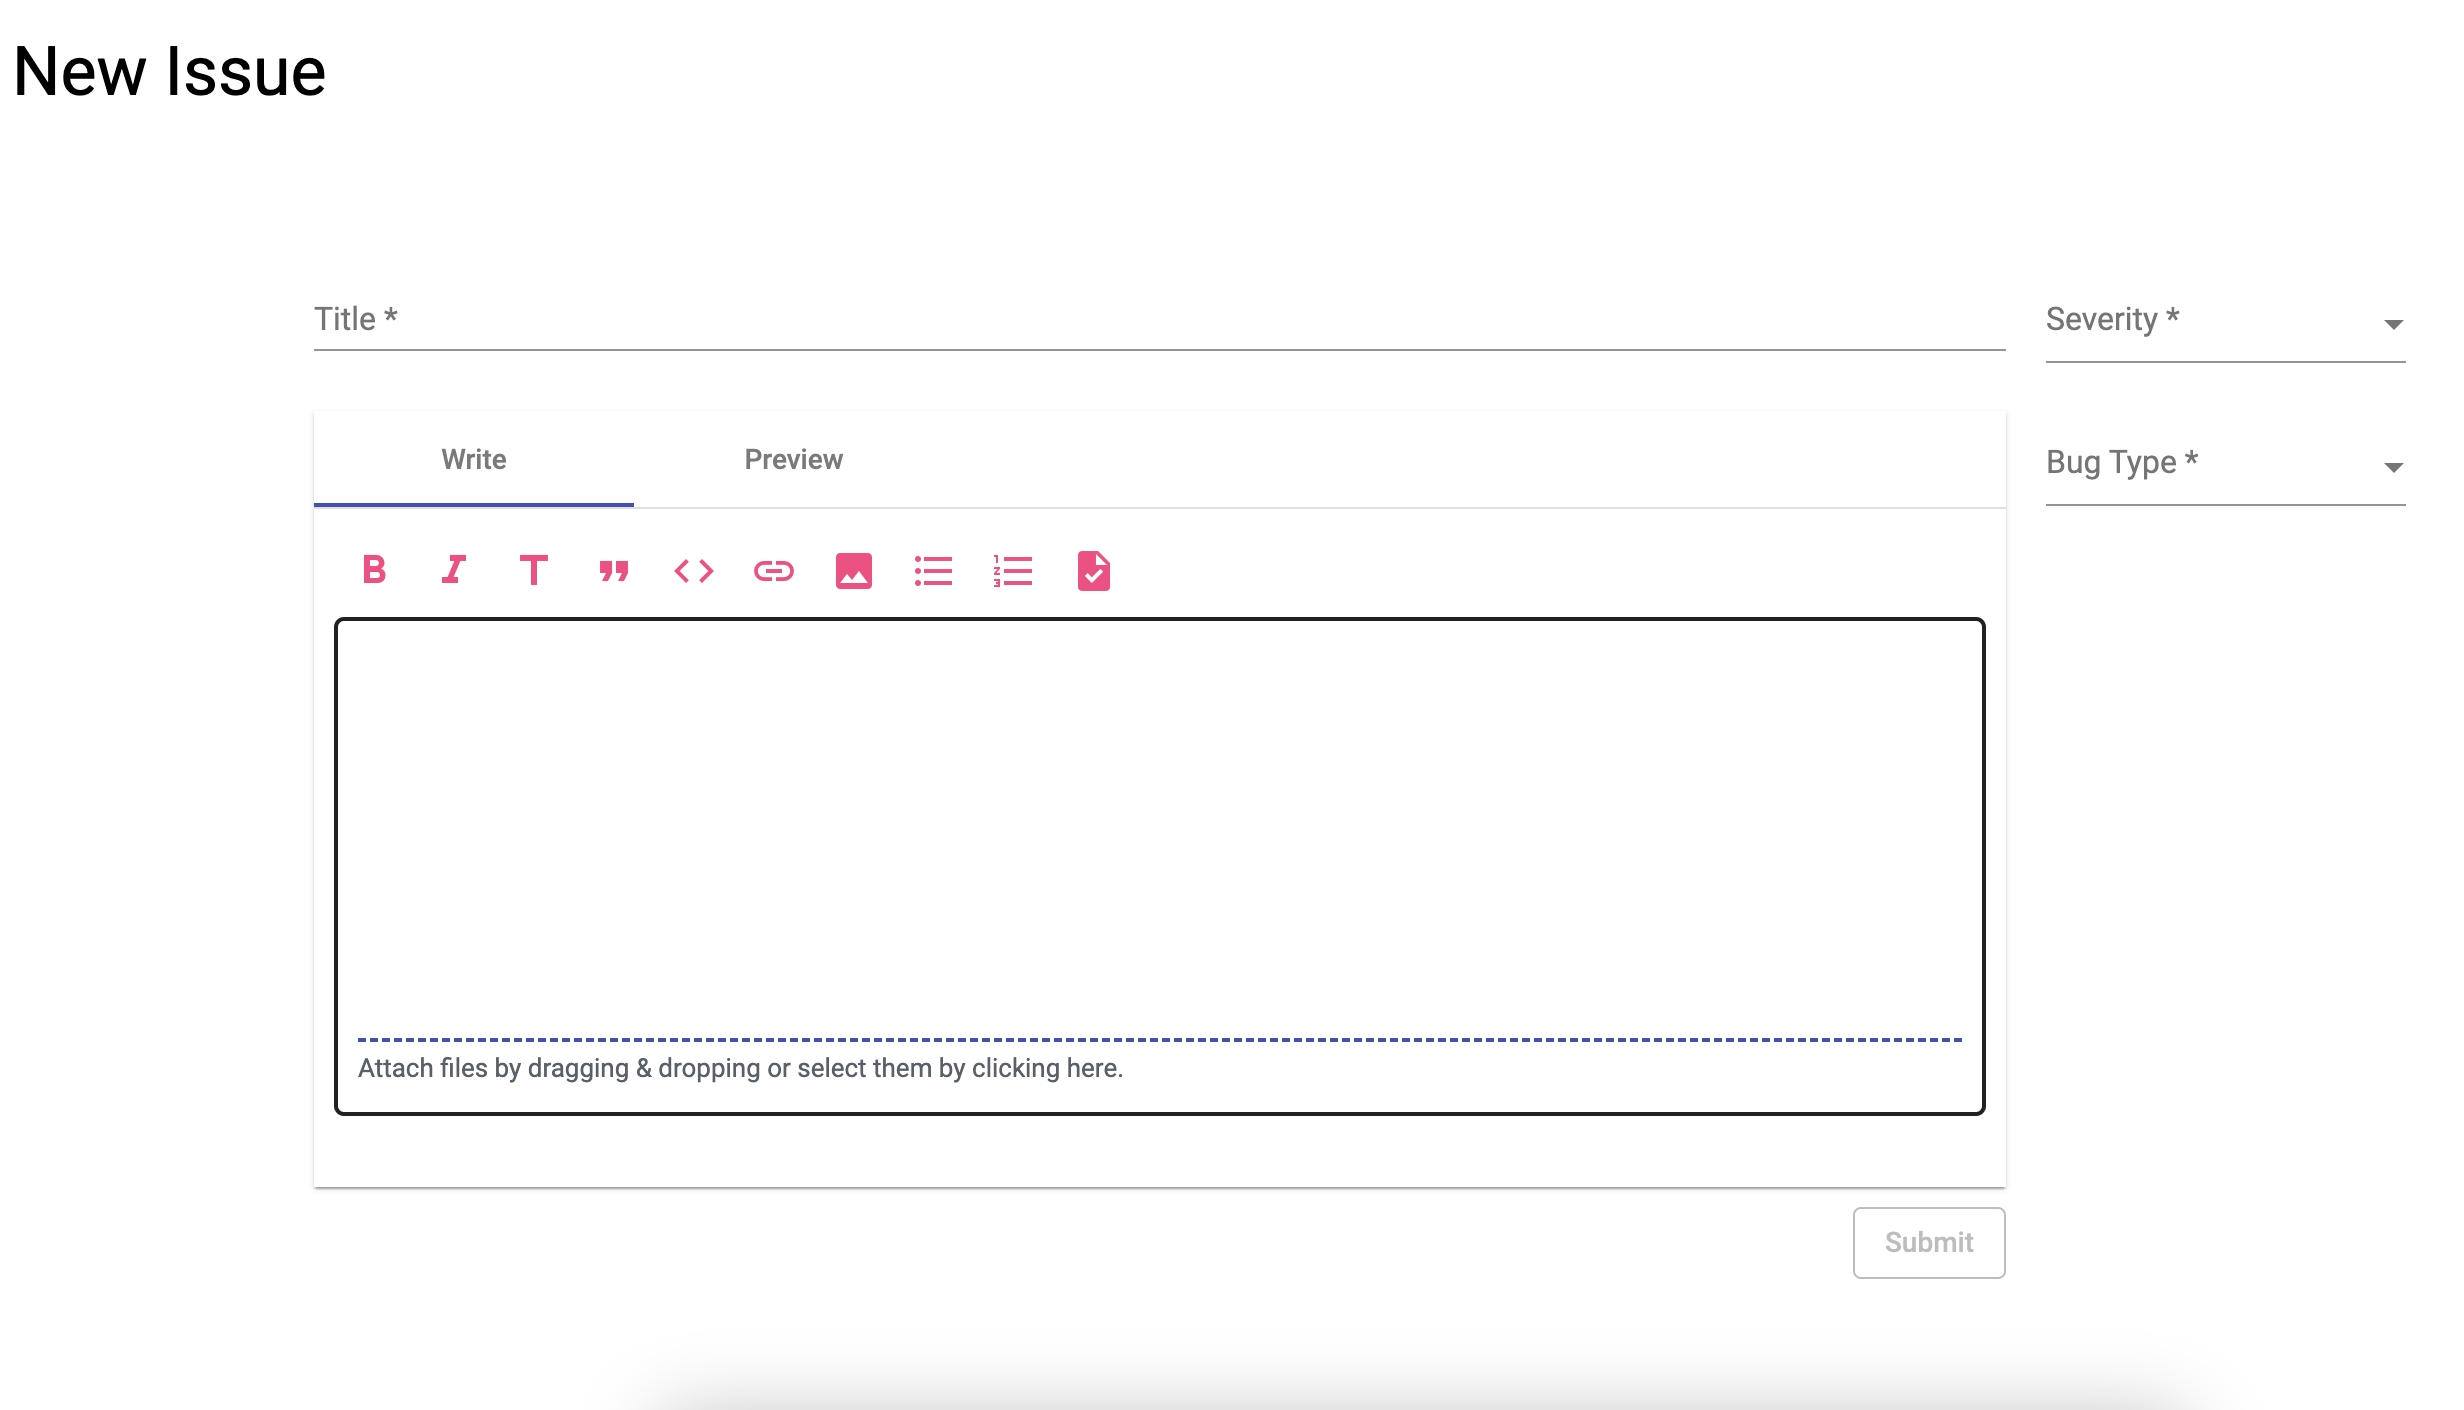 New Issue
Title *
Severity *
Write
Preview
Bug Type *
Attach files by dragging & dropping or select them by clicking here.
Submit